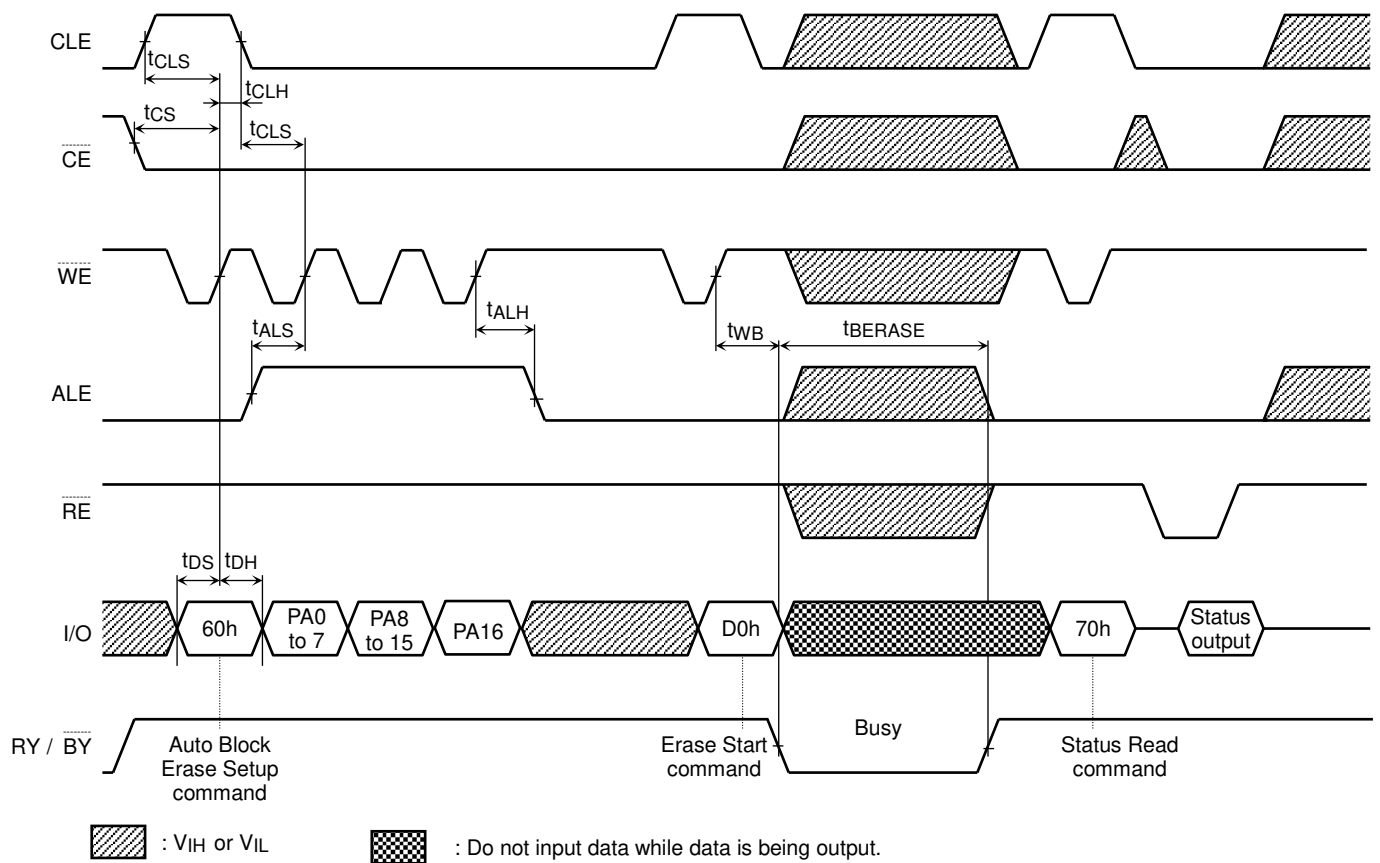 CLE
tCLS
tCLH
tCS
tCLS
CE
WE
tALH
tALS
tWB
tBERASE
ALE
RE
tDS
tDH
I/O
60h
PA0
to 7
PA8
to 15
PA16
D0h
70h
Status
output
RY / BY
Busy
Auto Block
Erase Setup
command
Erase Start
command
Status Read
command
: VIH or VIL
: Do not input data while data is being output.